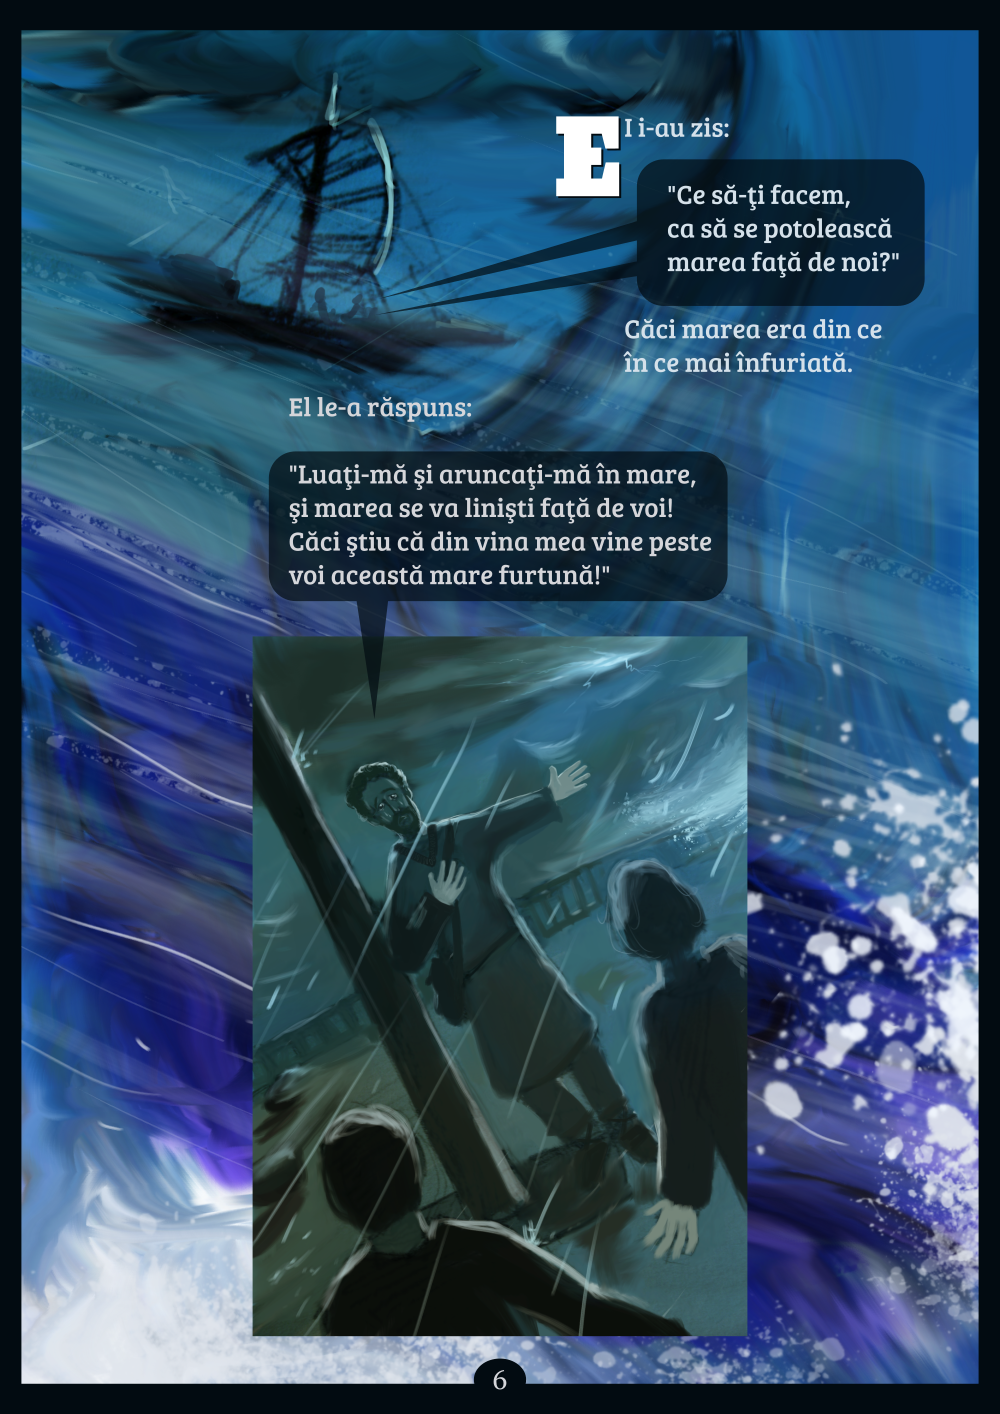 EI i-au zis:
"Ce să-ţi facem,
ca să se potolească
marea faţă de noi?"
Căci marea era din ce
în ce mai înfuriată.
El le-a răspuns:
"Luaţi-mă şi aruncaţi-mă în mare,
şi marea se va linişti faţă de voi!
Căci ştiu că din vina mea vine peste
voi această mare furtună!"
6